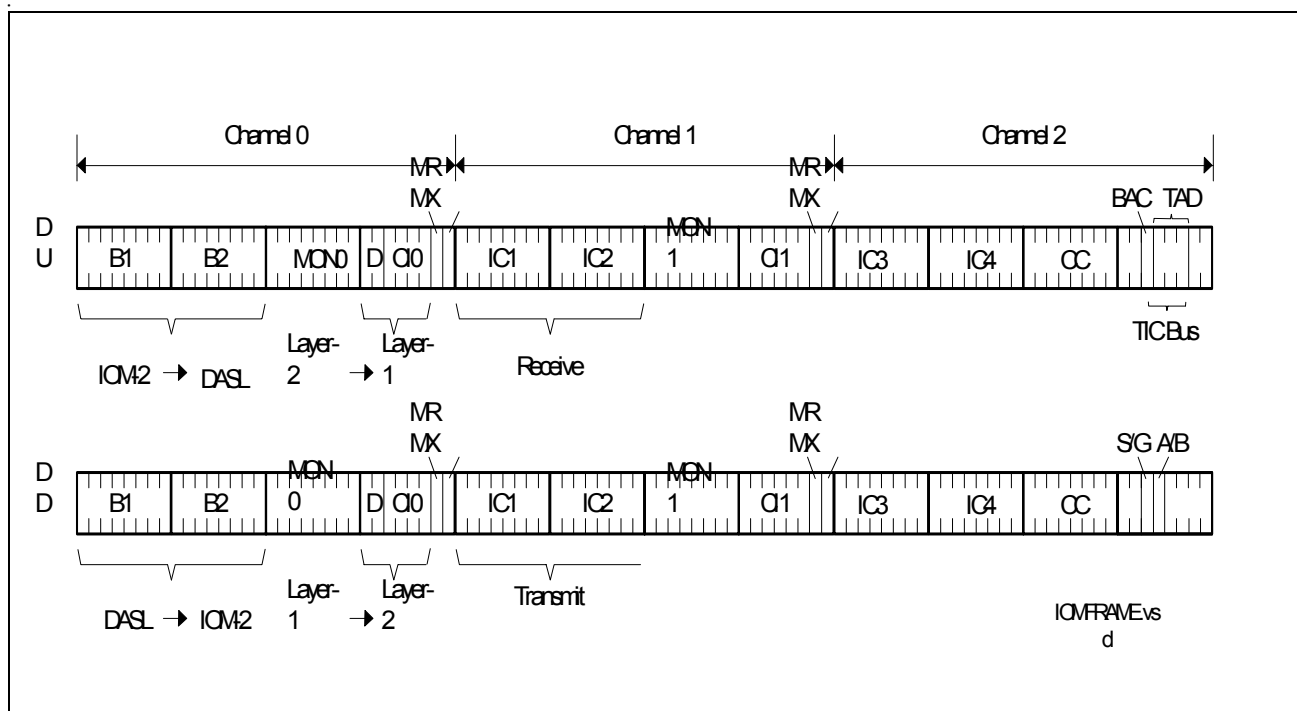 .
Channel 0 Channel 1 Channel 2
MR MR
MX MX BAC TAD
D
U
MON
B1 B2 MON0 D CI0 IC1 IC2 1 CI1 IC3 IC4 CC
TIC Bus
IOM-2 → DASL
Layer-
2 → Layer-
1
Receive
MR MR
MX MX S/G A/B
D
D
MON MON
B1 B2 0 D CI0 IC1 IC2 1 CI1 IC3 IC4 CC
DASL → IOM-2
Layer-
1 → Layer-
2
Transmit
IOMFRAME.vs
d